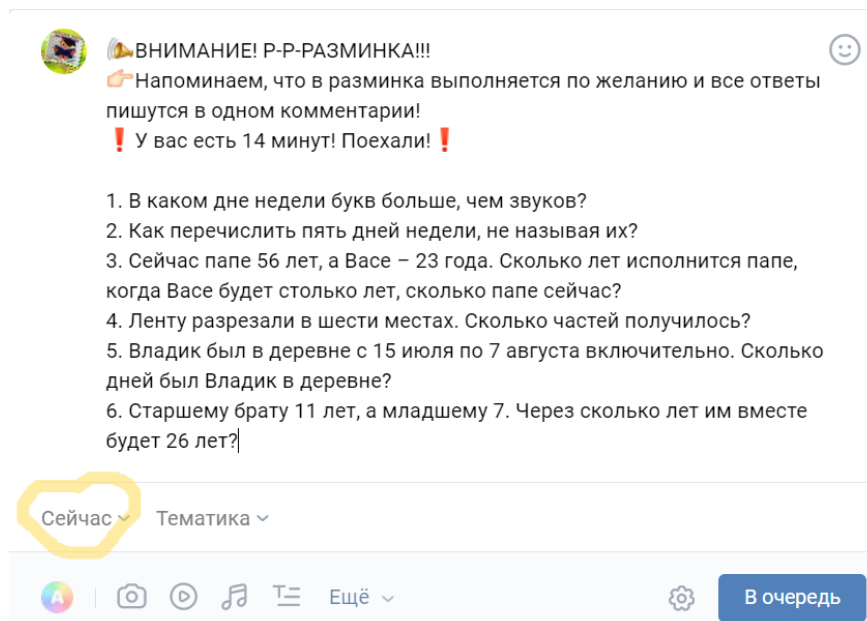 ВНИМАНИЕ! Р-Р-РАЗМИНКА!!!
Напоминаем, что в разминка выполняется по желанию и все ответы
пишутся в одном комментарии!
❗ У вас есть 14 минут! Поехали! ❗
1. В каком дне недели букв больше, чем звуков?
2. Как перечислить пять дней недели, не называя их?
3. Сейчас папе 56 лет, а Васе – 23 года. Сколько лет исполнится папе,
когда Васе будет столько лет, сколько папе сейчас?
4. Ленту разрезали в шести местах. Сколько частей получилось?
5. Владик был в деревне с 15 июля по 7 августа включительно. Сколько
дней был Владик в деревне?
6. Старшему брату 11 лет, а младшему 7. Через сколько лет им вместе
будет 26 лет?
Сейчас Тематика
А Ещё В очередь